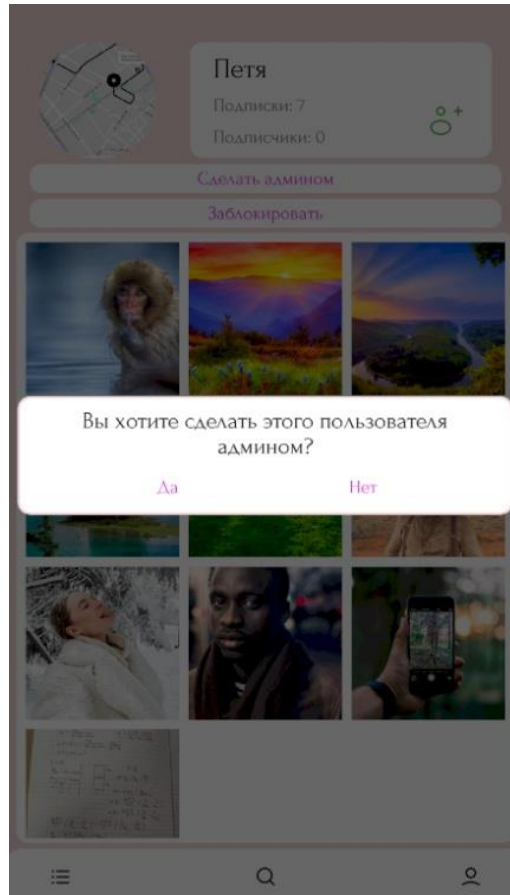 Петя
Подписки: 7
Подписчики: 0
Сделать админом
Заблокировать
Вы хотите сделать этого пользователя
админом?
Да
Нет